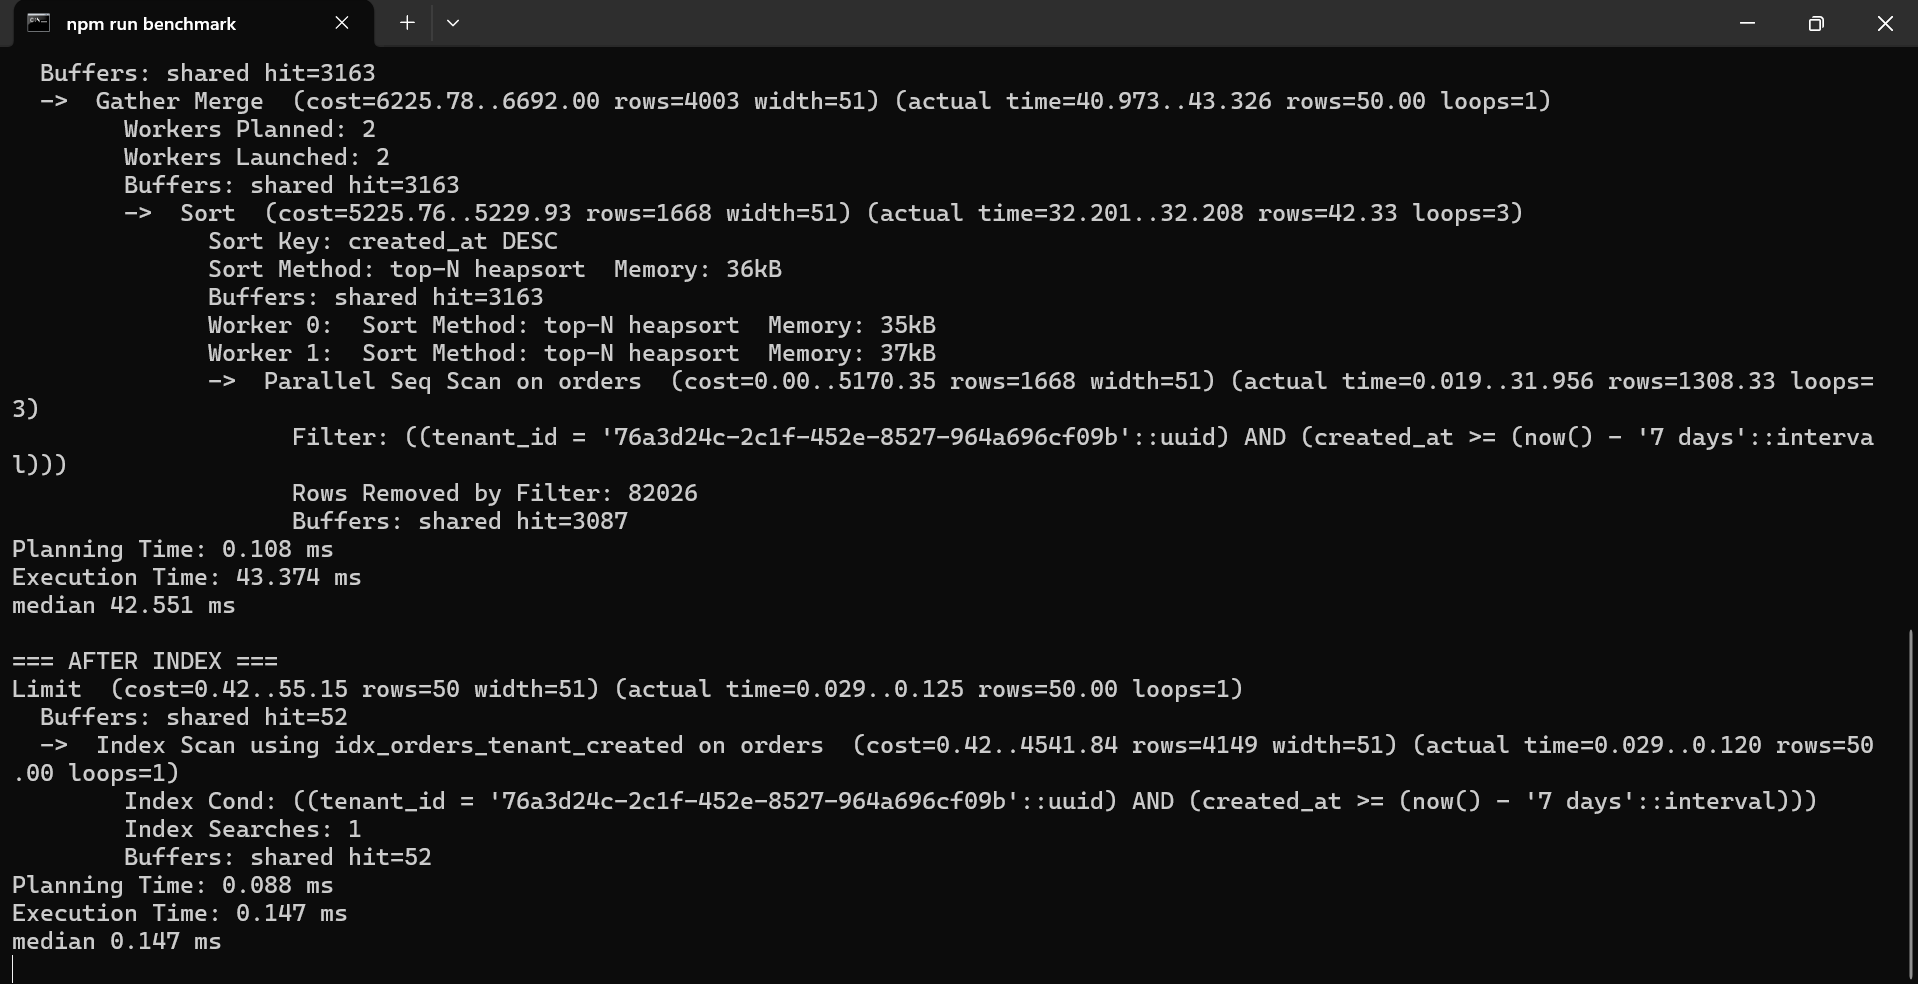 npm run benchmark
Buffers: shared hit=3163
->  Gather Merge  (cost=6225.78..6692.00 rows=4003 width=51) (actual time=40.973..43.326 rows=50.00 loops=1)
Workers Planned: 2
Workers Launched: 2
Buffers: shared hit=3163
->  Sort  (cost=5225.76..5229.93 rows=1668 width=51) (actual time=32.201..32.208 rows=42.33 loops=3)
Sort Key: created_at DESC
Sort Method: top-N heapsort  Memory: 36kB
Buffers: shared hit=3163
Worker 0:  Sort Method: top-N heapsort  Memory: 35kB
Worker 1:  Sort Method: top-N heapsort  Memory: 37kB
->  Parallel Seq Scan on orders  (cost=0.00..5170.35 rows=1668 width=51) (actual time=0.019..31.956 rows=1308.33 loops=
3)
Filter: ((tenant_id = '76a3d24c-2c1f-452e-8527-964a696cf09b'::uuid) AND (created_at >= (now() - '7 days'::interva
l)))
Rows Removed by Filter: 82026
Buffers: shared hit=3087
Planning Time: 0.108 ms
Execution Time: 43.374 ms
median 42.551 ms
=== AFTER INDEX ===
Limit  (cost=0.42..55.15 rows=50 width=51) (actual time=0.029..0.125 rows=50.00 loops=1)
Buffers: shared hit=52
->  Index Scan using idx_orders_tenant_created on orders  (cost=0.42..4541.84 rows=4149 width=51) (actual time=0.029..0.120 rows=50
.00 loops=1)
Index Cond: ((tenant_id = '76a3d24c-2c1f-452e-8527-964a696cf09b'::uuid) AND (created_at >= (now() - '7 days'::interval)))
Index Searches: 1
Buffers: shared hit=52
Planning Time: 0.088 ms
Execution Time: 0.147 ms
median 0.147 ms